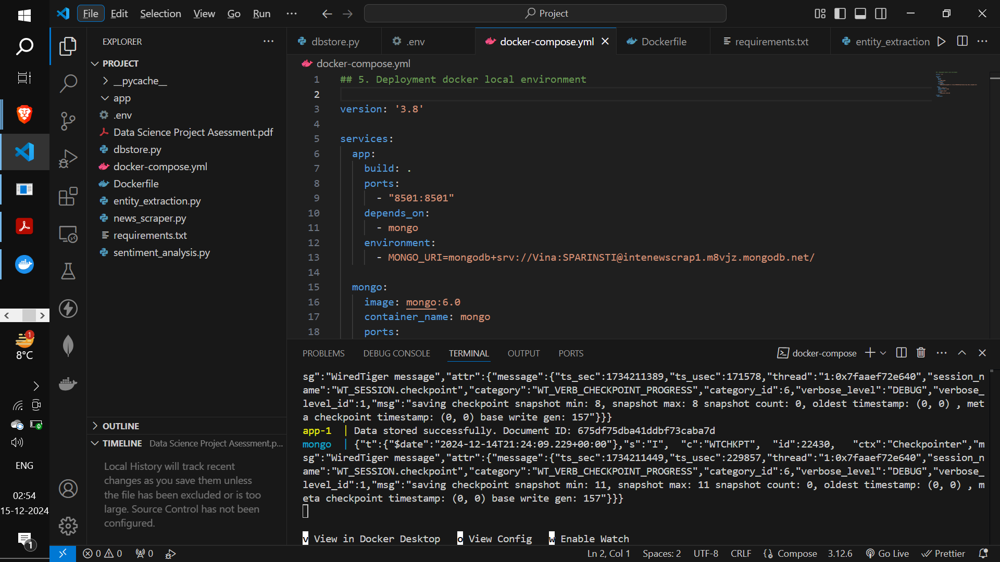 File Edit Selection View Go Run ··· Project
EXPLORER ···
PROJECT
__pycache__
app
.env
Data Science Project Asessment.pdf
dbstore.py
docker-compose.yml
Dockerfile
entity_extraction.py
news_scraper.py
requirements.txt
sentiment_analysis.py
OUTLINE
TIMELINE Data Science Project Asessment.p...
Local History will track recent
changes as you save them unless
the file has been excluded or is too
large. Source Control has not been
configured.
dbstore.py .env docker-compose.yml Dockerfile requirements.txt entity_extraction
docker-compose.yml
1 ## 5. Deployment docker local environment
2
3 version: '3.8'
4
5 services:
6 app:
7 build: .
8 ports:
9 - "8501:8501"
10 depends_on:
11 - mongo
12 environment:
13 - MONGO_URI=mongodb+srv://Vina:SPARINSTI@intenewscrap1.m8vjz.mongodb.net/
14
15 mongo:
16 image: mongo:6.0
17 container_name: mongo
18 ports:
PROBLEMS DEBUG CONSOLE TERMINAL OUTPUT PORTS docker-compose
sg":"WiredTiger message","attr":{"message":{"ts_sec":1734211389,"ts_usec":171578,"thread":"1:0x7faaef72e640","session_n
ame":"WT_SESSION.checkpoint","category":"WT_VERB_CHECKPOINT_PROGRESS","category_id":6,"verbose_level":"DEBUG","verbose_
level_id":1,"msg":"saving checkpoint snapshot min: 8, snapshot max: 8 snapshot count: 0, oldest timestamp: (0, 0) , met
a checkpoint timestamp: (0, 0) base write gen: 157"}}}
app-1 | Data stored successfully. Document ID: 675df75dba41ddbf73caba7d
mongo | {"t":{"$date":"2024-12-14T21:24:09.229+00:00"},"s":"I", "c":"WTCHKPT", "id":22430, "ctx":"Checkpointer","m
sg":"WiredTiger message","attr":{"message":{"ts_sec":1734211449,"ts_usec":229857,"thread":"1:0x7faaef72e640","session_n
ame":"WT_SESSION.checkpoint","category":"WT_VERB_CHECKPOINT_PROGRESS","category_id":6,"verbose_level":"DEBUG","verbose_
level_id":1,"msg":"saving checkpoint snapshot min: 11, snapshot max: 11 snapshot count: 0, oldest timestamp: (0, 0) , m
eta checkpoint timestamp: (0, 0) base write gen: 157"}}}
v View in Docker Desktop o View Config w Enable Watch
0 0 0 Ln 2, Col 1 Spaces: 2 UTF-8 CRLF Compose 3.12.6 Go Live Prettier
1
8°C
ENG
02:54
15-12-2024
1